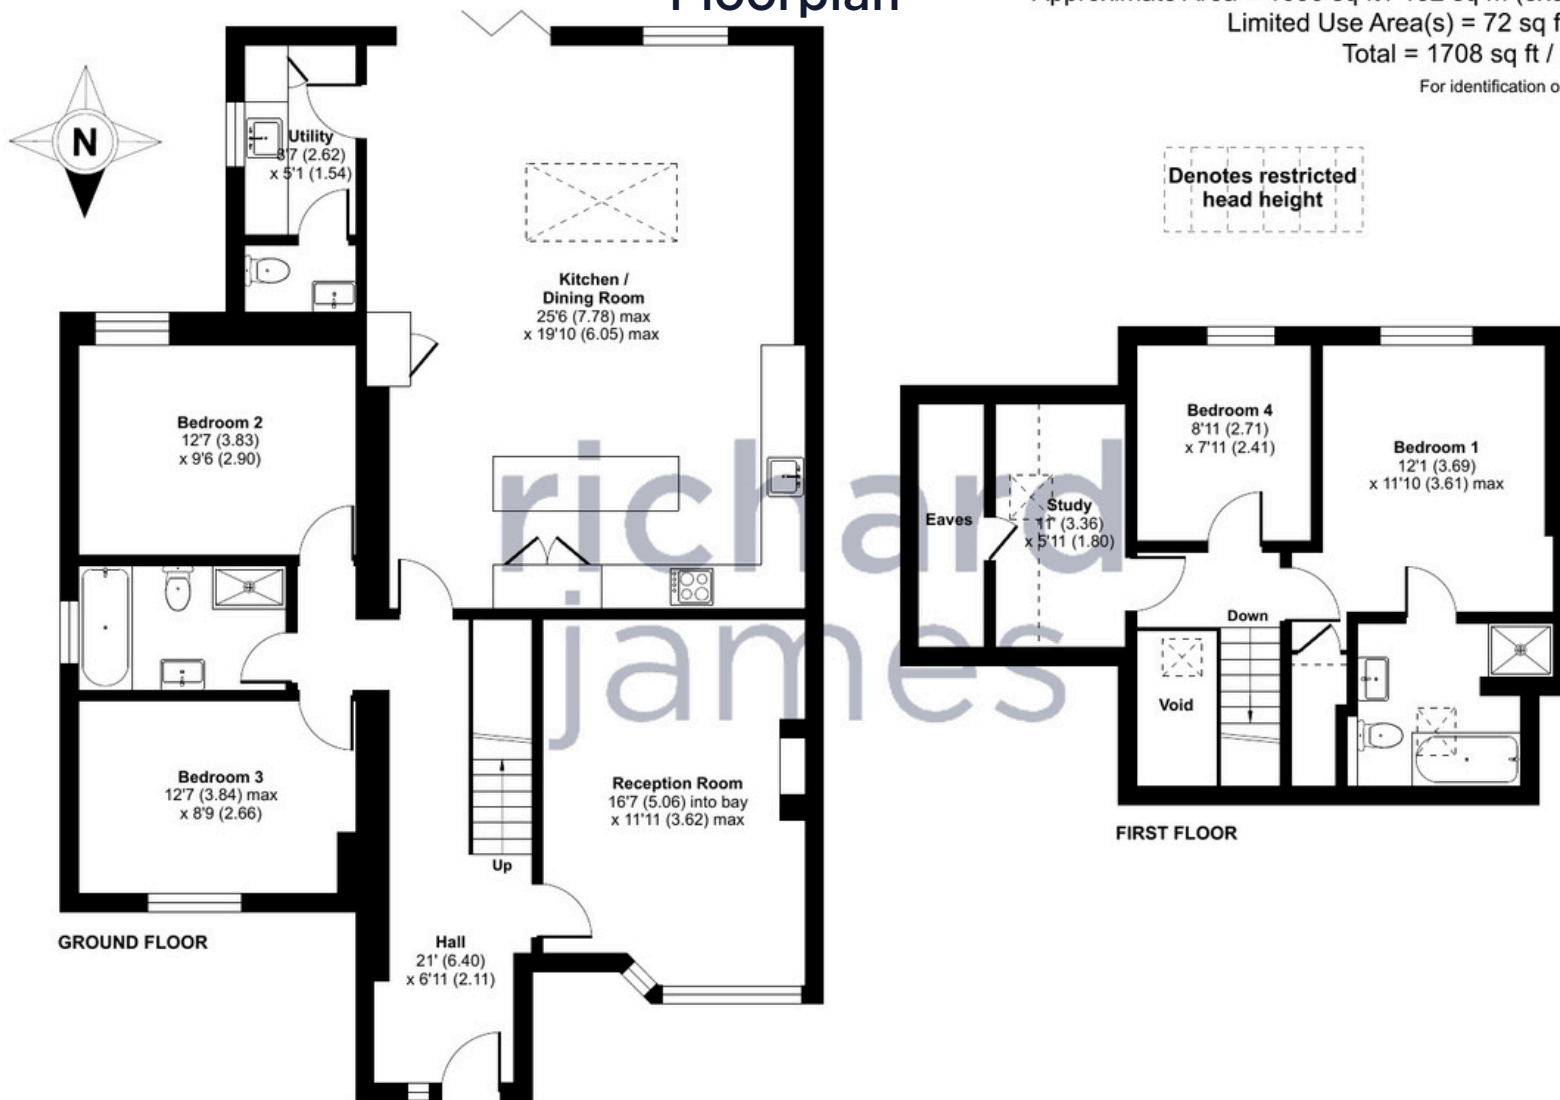 Floorplan
Limited Use Area(s) = 72 sq f
Total = 1708 sq ft /
For identification o
N
Utility
8'7 (2.62)
x 5'1 (1.54)
Denotes restricted
head height
Kitchen /
Dining Room
25'6 (7.78) max
x 19'10 (6.05) max
Bedroom 2
12'7 (3.83)
x 9'6 (2.90)
Bedroom 3
12'7 (3.84) max
x 8'9 (2.66)
Reception Room
16'7 (5.06) into bay
x 11'11 (3.62) max
Up
Hall
21' (6.40)
x 6'11 (2.11)
GROUND FLOOR
Eaves
Study
11' (3.36)
x 5'11 (1.80)
Bedroom 4
8'11 (2.71)
x 7'11 (2.41)
Bedroom 1
12'1 (3.69)
x 11'10 (3.61) max
Down
Void
FIRST FLOOR
richard
james